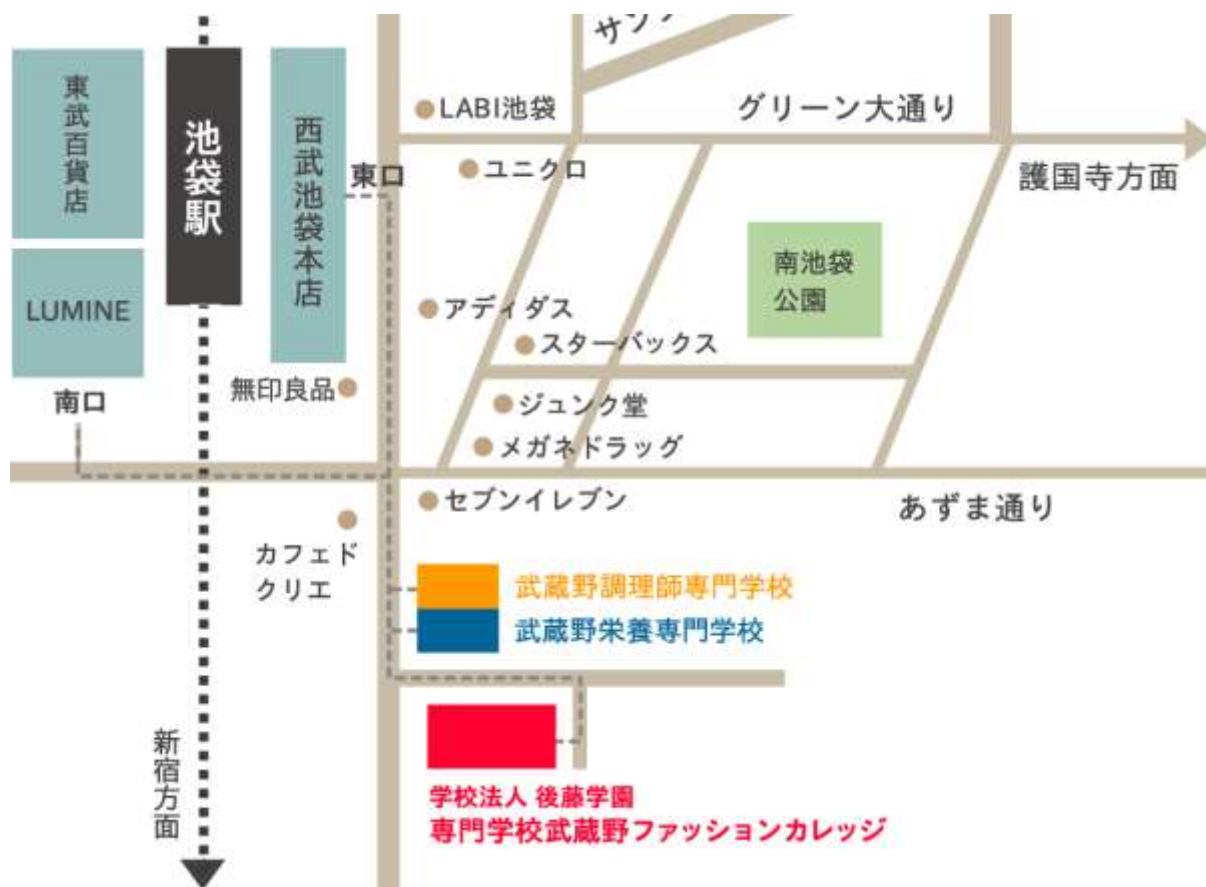 サンシ
東武百貨店
池袋駅
西武池袋本店
東口
LABI池袋
グリーン大通り
ユニクロ
護国寺方面
南池袋
公園
LUMINE
アディダス
スターバックス
無印良品
南口
ジュンク堂
メガネドラッグ
セブンイレブン
あずま通り
カフェド
クリエ
武蔵野調理師専門学校
武蔵野栄養専門学校
新宿方面
学校法人 後藤学園
専門学校武蔵野ファッションカレッジ